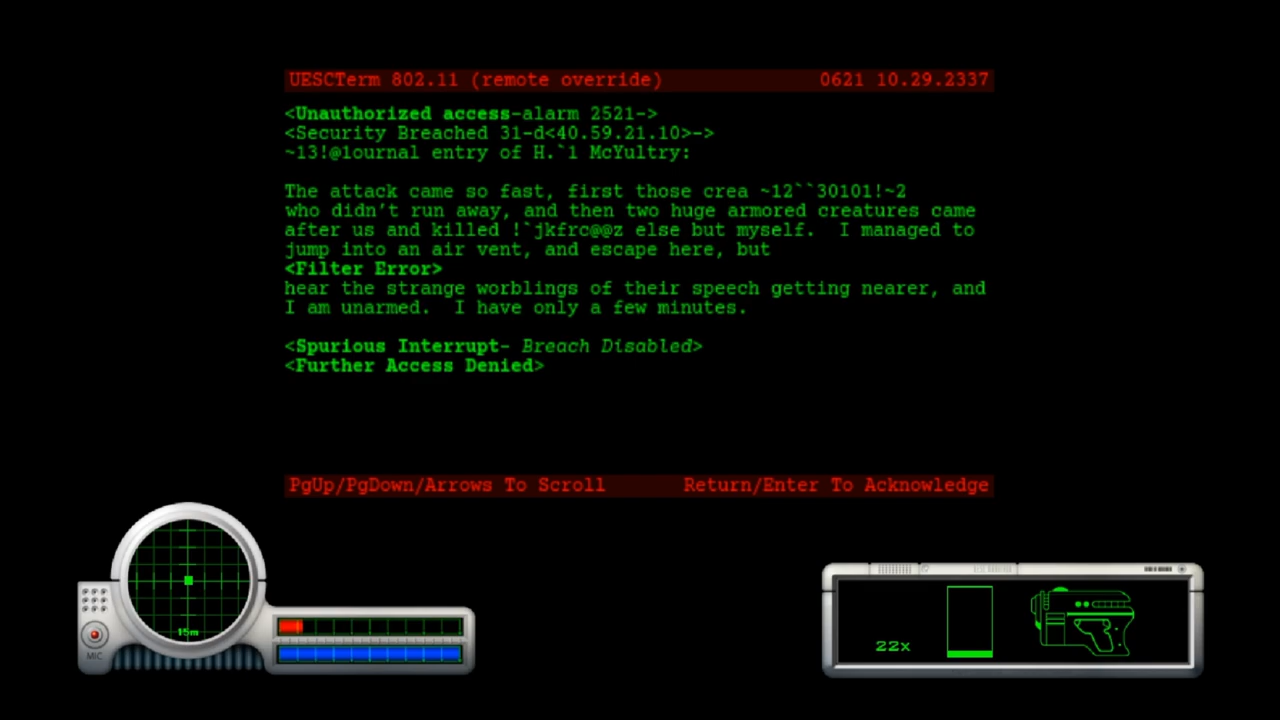 UESCTerm 802.11 (remote override) 0621 10.29.2337
<Unauthorized access-alarm 2521->
<Security Breached 31-d<40.59.21.10>->
~13!@1ournal entry of H.`1 McYultry:
The attack came so fast, first those crea ~12``30101!~2
who didn't run away, and then two huge armored creatures came
after us and killed !`jkfrc@@z else but myself.  I managed to
jump into an air vent, and escape here, but
<Filter Error>
hear the strange worblings of their speech getting nearer, and
I am unarmed.  I have only a few minutes.
<Spurious Interrupt- Breach Disabled>
<Further Access Denied>
PgUp/PgDown/Arrows To Scroll Return/Enter To Acknowledge
15m
MIC
22x